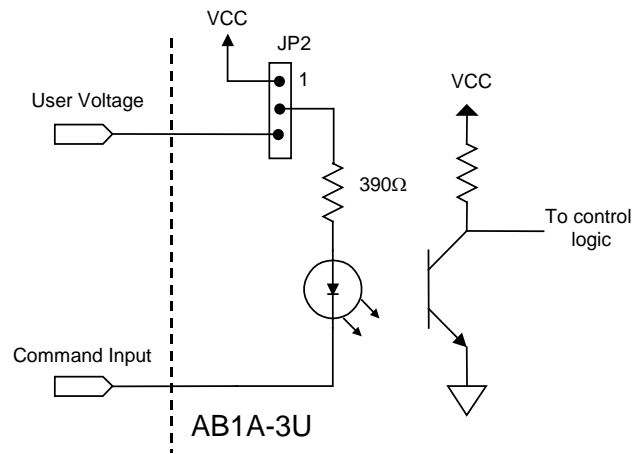 VCC
JP2
1
User Voltage
VCC
390Ω
To control
logic
Command Input
AB1A-3U